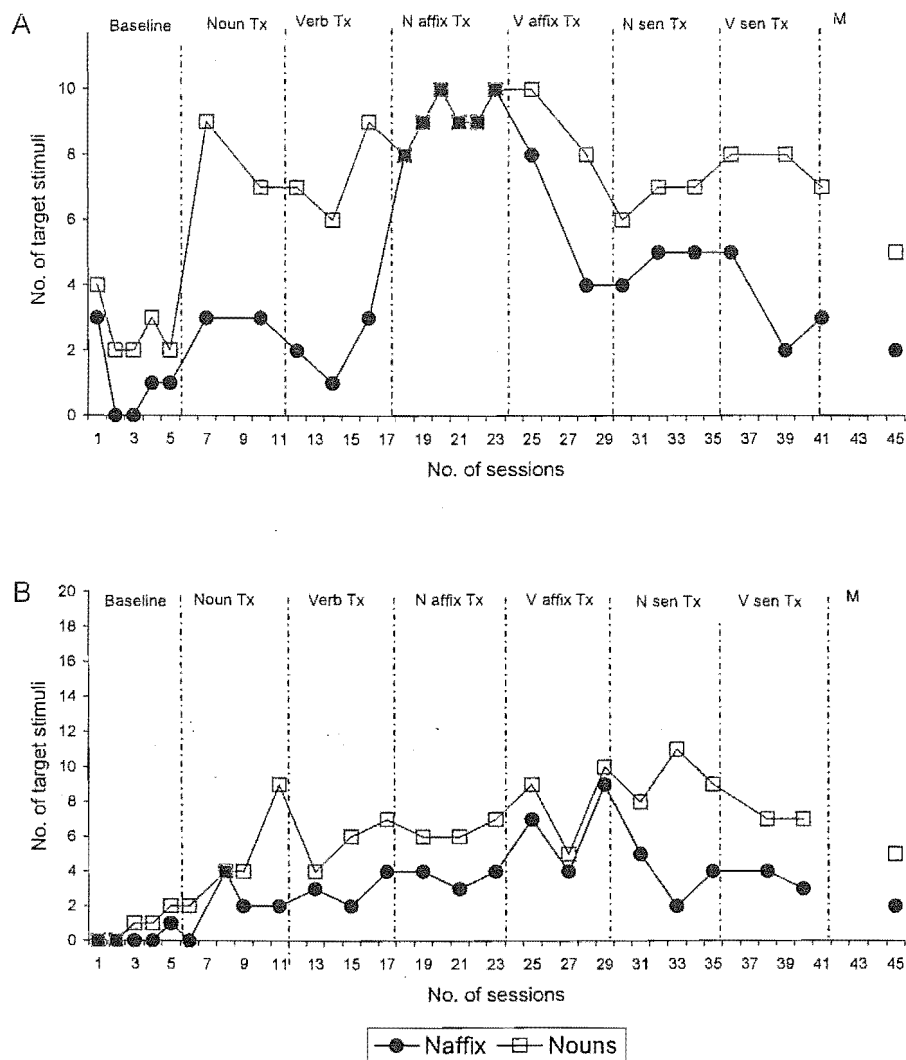 A
Baseline Noun Tx Verb Tx N affix Tx V affix Tx N sen Tx V sen Tx M
No. of target stimuli
10
8
6
4
2
0
1 3 5 7 9 11 13 15 17 19 21 23 25 27 29 31 33 35 37 39 41 43 45
No. of sessions
B
Baseline Noun Tx Verb Tx N affix Tx V affix Tx N sen Tx V sen Tx M
No. of target stimuli
20
18
16
14
12
10
8
6
4
2
0
1 3 5 7 9 11 13 15 17 19 21 23 25 27 29 31 33 35 37 39 41 43 45
No. of sessions
Naffix Nouns